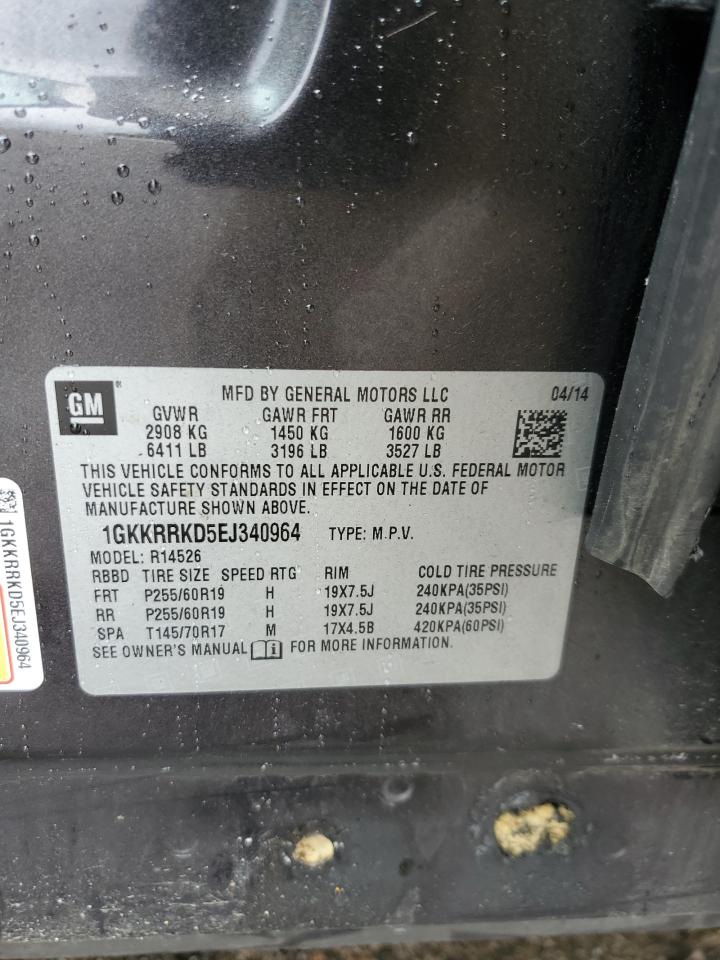 GM
MFD BY GENERAL MOTORS LLC 04/14
GVWR GAWR FRT GAWR RR
2908 KG 1450 KG 1600 KG
6411 LB 3196 LB 3527 LB
THIS VEHICLE CONFORMS TO ALL APPLICABLE U.S. FEDERAL MOTOR
VEHICLE SAFETY STANDARDS IN EFFECT ON THE DATE OF
MANUFACTURE SHOWN ABOVE.
1GKKRRKD5EJ340964 TYPE: M.P.V.
MODEL: R14526
RBBD TIRE SIZE SPEED RTG RIM COLD TIRE PRESSURE
FRT P255/60R19 H 19X7.5J 240KPA(35PSI)
RR P255/60R19 H 19X7.5J 240KPA(35PSI)
SPA T145/70R17 M 17X4.5B 420KPA(60PSI)
SEE OWNER'S MANUAL i FOR MORE INFORMATION.
1GKKRRKD5EJ340964